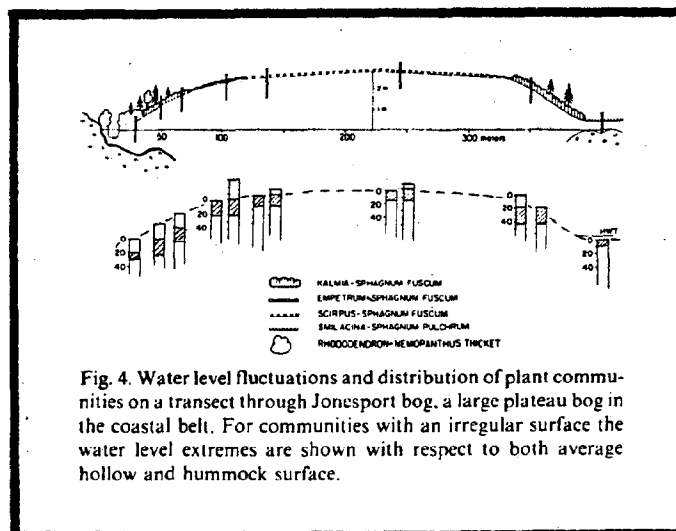 2 m
1 m
50 100 200 300 meters
0
20
40
0
20
40
0
20
40
0
20
40
HWT
0
20
40
KALMIA-SPHAGNUM FUSCUM
EMPETRUM-SPHAGNUM FUSCUM
SCIRPUS-SPHAGNUM FUSCUM
SMILACINA-SPHAGNUM PULCHRUM
RHODODENDRON-NEMOPANTHUS THICKET
Fig. 4. Water level fluctuations and distribution of plant commu-
nities on a transect through Jonesport bog, a large plateau bog in
the coastal belt. For communities with an irregular surface the
water level extremes are shown with respect to both average
hollow and hummock surface.